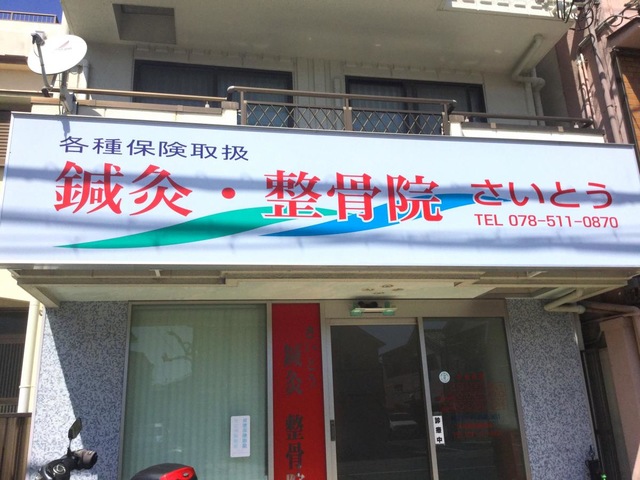 各種保険取扱
鍼灸・整骨院 さいとう
TEL 078-511-0870
鍼灸 整骨院
診療中